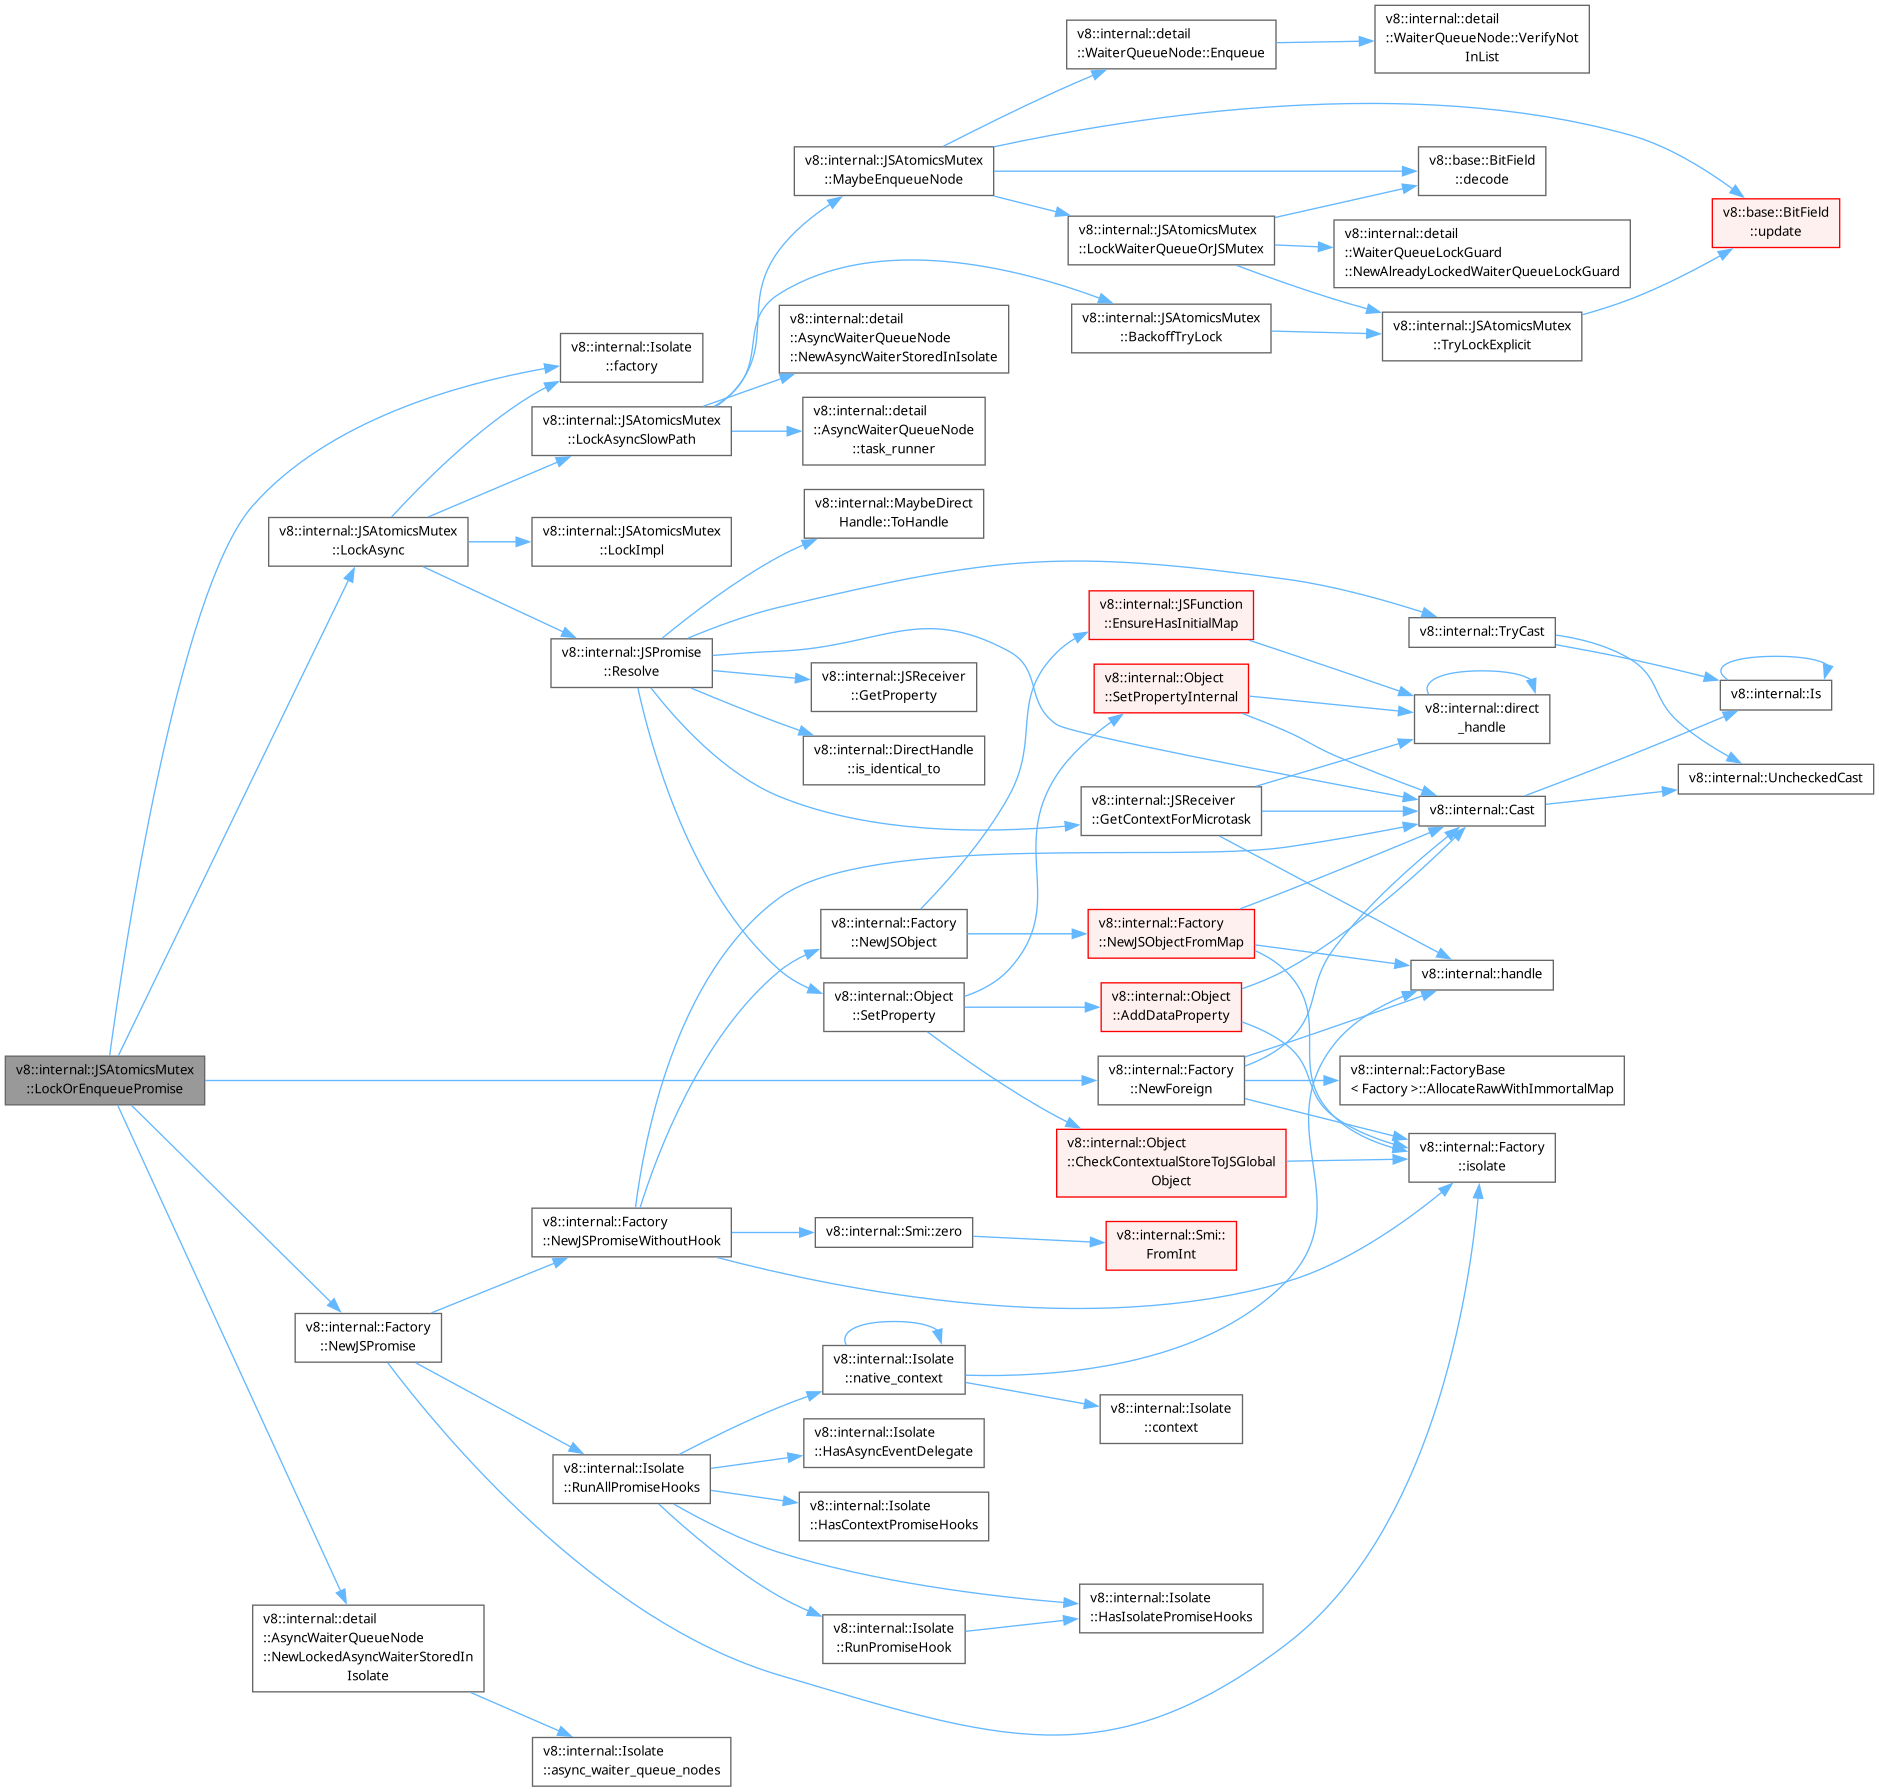 v8::internal::detail
::WaiterQueueNode::Enqueue
v8::internal::detail
::WaiterQueueNode::VerifyNot
InList
v8::internal::JSAtomicsMutex
::MaybeEnqueueNode
v8::base::BitField
::decode
v8::base::BitField
::update
v8::internal::JSAtomicsMutex
::LockWaiterQueueOrJSMutex
v8::internal::detail
::WaiterQueueLockGuard
::NewAlreadyLockedWaiterQueueLockGuard
v8::internal::JSAtomicsMutex
::BackoffTryLock
v8::internal::JSAtomicsMutex
::TryLockExplicit
v8::internal::detail
::AsyncWaiterQueueNode
::NewAsyncWaiterStoredInIsolate
v8::internal::Isolate
::factory
v8::internal::JSAtomicsMutex
::LockAsyncSlowPath
v8::internal::detail
::AsyncWaiterQueueNode
::task_runner
v8::internal::JSAtomicsMutex
::LockAsync
v8::internal::JSAtomicsMutex
::LockImpl
v8::internal::MaybeDirect
Handle::ToHandle
v8::internal::JSPromise
::Resolve
v8::internal::JSReceiver
::GetProperty
v8::internal::DirectHandle
::is_identical_to
v8::internal::JSFunction
::EnsureHasInitialMap
v8::internal::TryCast
v8::internal::Object
::SetPropertyInternal
v8::internal::direct
_handle
v8::internal::Is
v8::internal::UncheckedCast
v8::internal::JSReceiver
::GetContextForMicrotask
v8::internal::Cast
v8::internal::Factory
::NewJSObject
v8::internal::Factory
::NewJSObjectFromMap
v8::internal::handle
v8::internal::Object
::SetProperty
v8::internal::Object
::AddDataProperty
v8::internal::JSAtomicsMutex
::LockOrEnqueuePromise
v8::internal::Factory
::NewForeign
v8::internal::FactoryBase
< Factory >::AllocateRawWithImmortalMap
v8::internal::Object
::CheckContextualStoreToJSGlobal
Object
v8::internal::Factory
::isolate
v8::internal::Factory
::NewJSPromiseWithoutHook
v8::internal::Smi::zero
v8::internal::Smi::
FromInt
v8::internal::Factory
::NewJSPromise
v8::internal::Isolate
::native_context
v8::internal::Isolate
::context
v8::internal::Isolate
::HasAsyncEventDelegate
v8::internal::Isolate
::RunAllPromiseHooks
v8::internal::Isolate
::HasContextPromiseHooks
v8::internal::Isolate
::HasIsolatePromiseHooks
v8::internal::Isolate
::RunPromiseHook
v8::internal::detail
::AsyncWaiterQueueNode
::NewLockedAsyncWaiterStoredIn
Isolate
v8::internal::Isolate
::async_waiter_queue_nodes